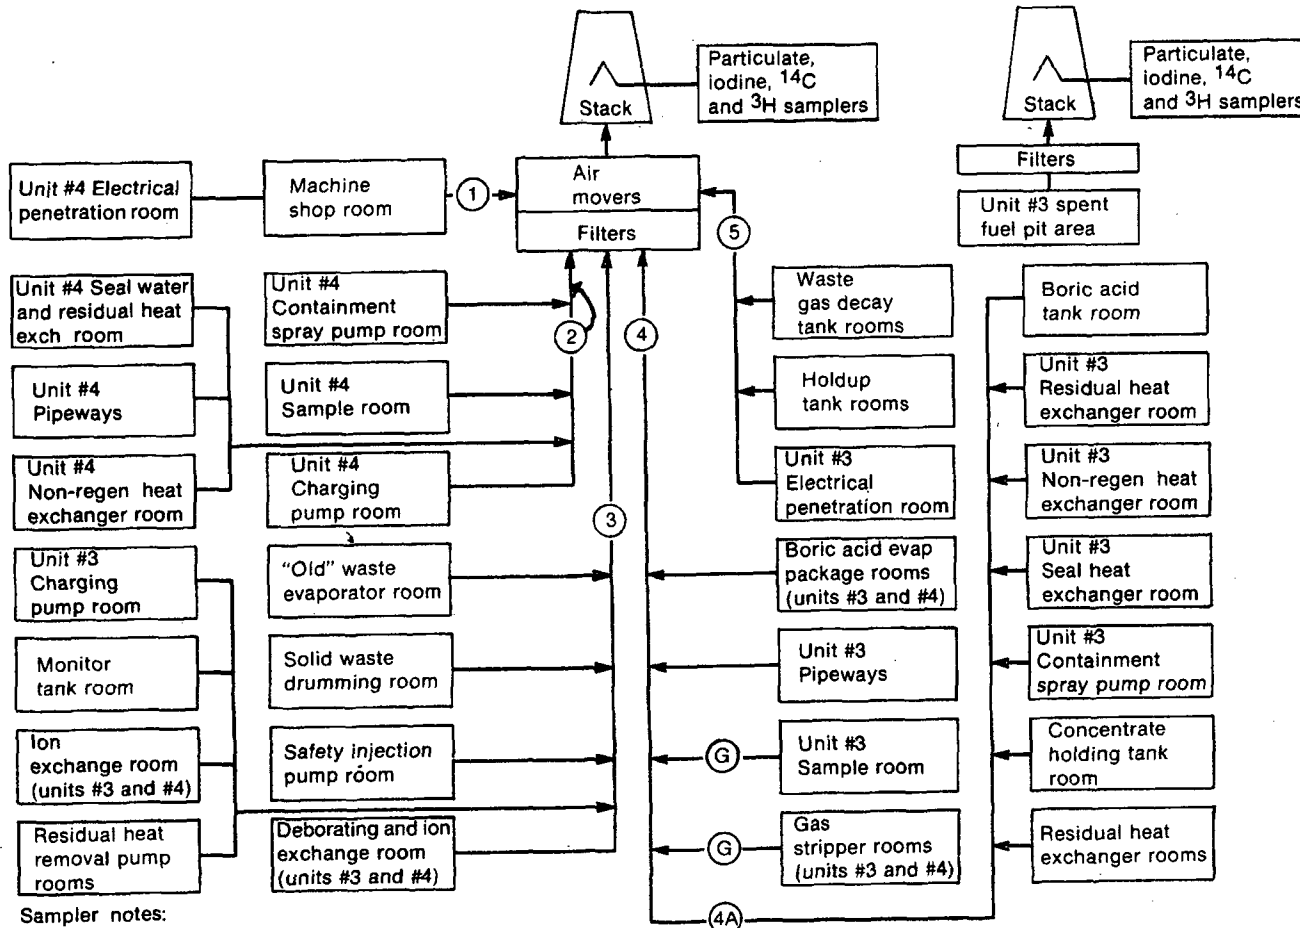 Stack
Particulate,
iodine, 14C
and 3H samplers
Stack
Particulate,
iodine, 14C
and 3H samplers
Unit #4 Electrical
penetration room
Machine
shop room
1
Air
movers
Filters
5
Filters
Unit #3 spent
fuel pit area
Unit #4 Seal water
and residual heat
exch room
Unit #4
Containment
spray pump room
2
4
Waste
gas decay
tank rooms
Boric acid
tank room
Unit #4
Pipeways
Unit #4
Sample room
Holdup
tank rooms
Unit #3
Residual heat
exchanger room
Unit #4
Non-regen heat
exchanger room
Unit #4
Charging
pump room
3
Unit #3
Electrical
penetration room
Unit #3
Non-regen heat
exchanger room
Unit #3
Charging
pump room
"Old" waste
evaporator room
Boric acid evap
package rooms
(units #3 and #4)
Unit #3
Seal heat
exchanger room
Monitor
tank room
Solid waste
drumming room
Unit #3
Pipeways
Unit #3
Containment
spray pump room
Ion
exchange room
(units #3 and #4)
Safety injection
pump room
G
Unit #3
Sample room
Concentrate
holding tank
room
Residual heat
removal pump
rooms
Deborating and ion
exchange room
(units #3 and #4)
G
Gas
stripper rooms
(units #3 and #4)
Residual heat
exchanger rooms
Sampler notes:
4A